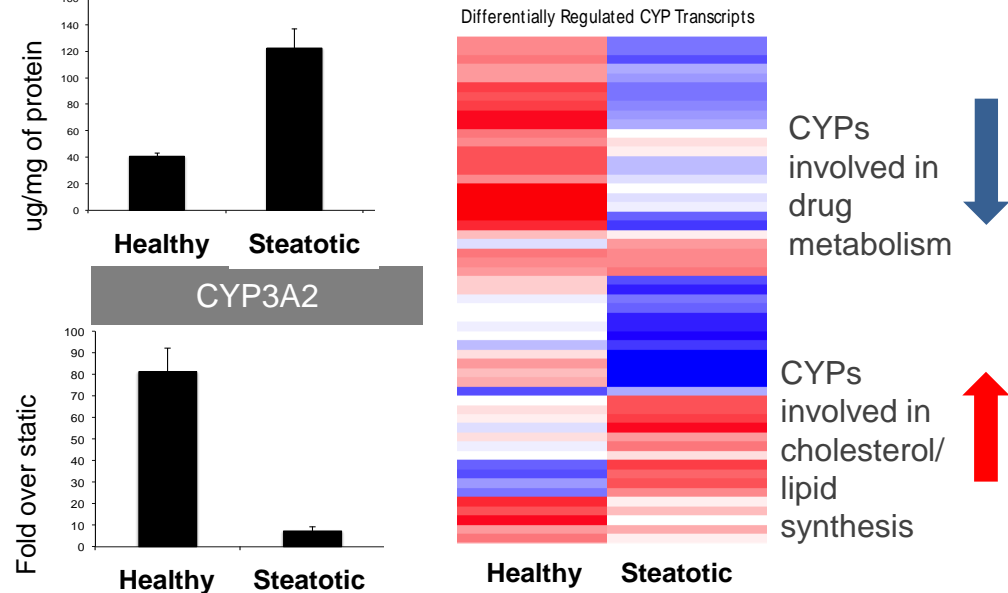 ug/mg of protein
160
140
120
100
80
60
40
20
0
Healthy Steatotic
CYP3A2
Fold over static
100
90
80
70
60
50
40
30
20
10
0
Healthy Steatotic
Differentially Regulated CYP Transcripts
Healthy Steatotic
CYPs
involved in
drug
metabolism
CYPs
involved in
cholesterol/
lipid
synthesis